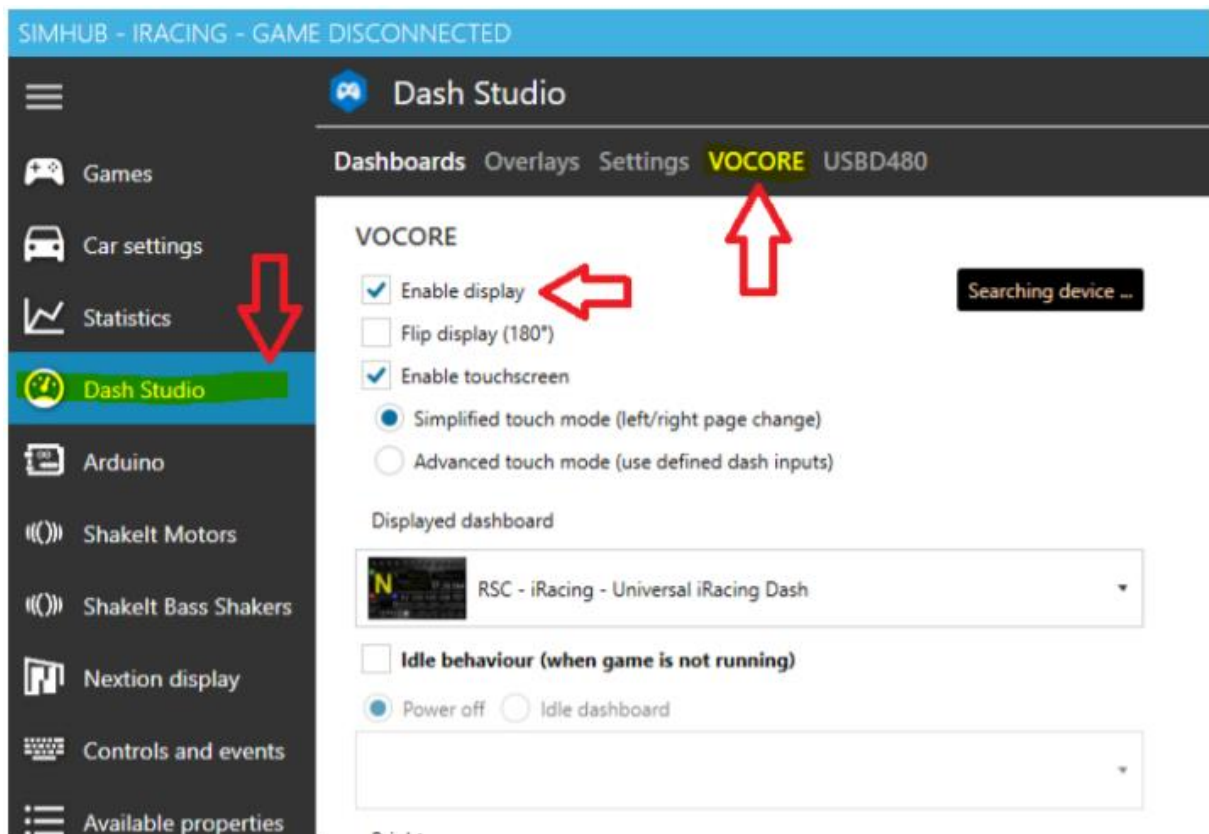 SIMHUB - IRACING - GAME DISCONNECTED
Dash Studio
Dashboards Overlays Settings VOCORE USBD480
Games
Car settings
Statistics
Dash Studio
Arduino
ShakeIt Motors
ShakeIt Bass Shakers
Nextion display
Controls and events
Available properties
VOCORE
Enable display
Searching device ...
Flip display (180°)
Enable touchscreen
Simplified touch mode (left/right page change)
Advanced touch mode (use defined dash inputs)
Displayed dashboard
N
RSC - iRacing - Universal iRacing Dash
Idle behaviour (when game is not running)
Power off Idle dashboard